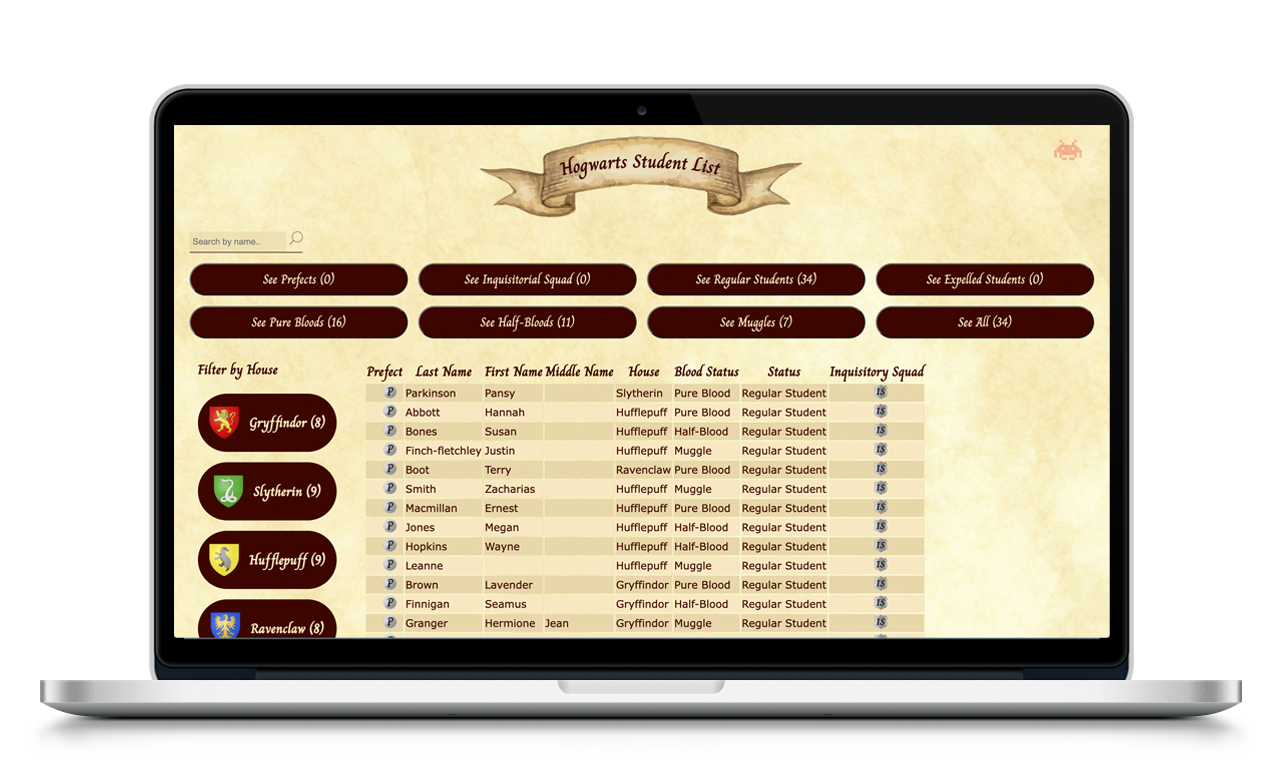 Hogwarts Student List
Search by name..
See Prefects (0) See Inquisitorial Squad (0) See Regular Students (34) See Expelled Students (0)
See Pure Bloods (16) See Half-Bloods (11) See Muggles (7) See All (34)
Filter by House
Gryffindor (8)
Slytherin (9)
Hufflepuff (9)
Ravenclaw (8)
Prefect Last Name First Name Middle Name House Blood Status Status Inquisitory Squad
P Parkinson Pansy Slytherin Pure Blood Regular Student IS
P Abbott Hannah Hufflepuff Pure Blood Regular Student IS
P Bones Susan Hufflepuff Half-Blood Regular Student IS
P Finch-fletchley Justin Hufflepuff Muggle Regular Student IS
P Boot Terry Ravenclaw Pure Blood Regular Student IS
P Smith Zacharias Hufflepuff Muggle Regular Student IS
P Macmillan Ernest Hufflepuff Pure Blood Regular Student IS
P Jones Megan Hufflepuff Half-Blood Regular Student IS
P Hopkins Wayne Hufflepuff Half-Blood Regular Student IS
P Leanne Hufflepuff Muggle Regular Student IS
P Brown Lavender Gryffindor Pure Blood Regular Student IS
P Finnigan Seamus Gryffindor Half-Blood Regular Student IS
P Granger Hermione Jean Gryffindor Muggle Regular Student IS